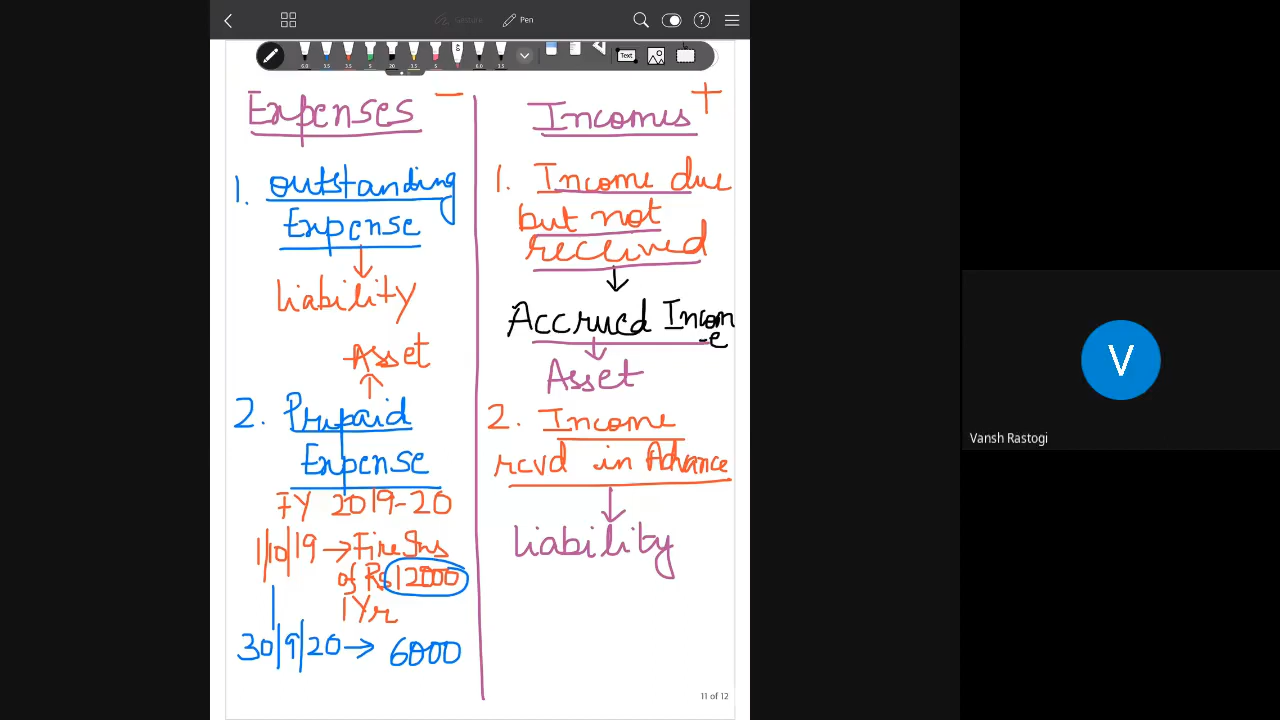 Pen
Expenses -
1. outstanding
Expense
liability
Asset
2. Prepaid
Expense
FY 2019-20
1/10/19 → Fire Ins
of Rs 12000
1 Yr
30/9/20 → 6000
Incomes +
1. Income due
but not
received
Accrued Incom
-e
Asset
2. Income
rcvd in Advance
liability
11 of 12
V
Vansh Rastogi